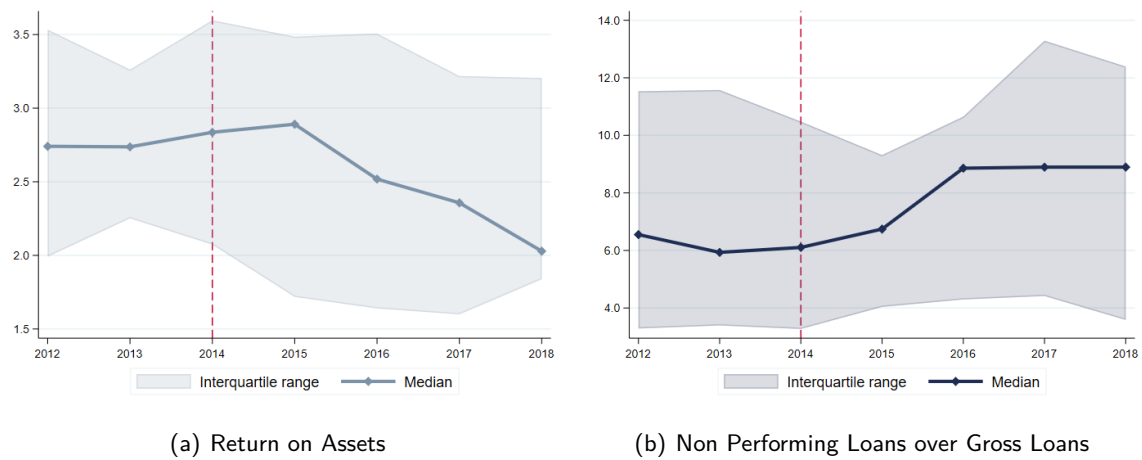 3.5
3.0
2.5
2.0
1.5
2012 2013 2014 2015 2016 2017 2018
Interquartile range Median
(a) Return on Assets
14.0
12.0
10.0
8.0
6.0
4.0
2012 2013 2014 2015 2016 2017 2018
Interquartile range Median
(b) Non Performing Loans over Gross Loans